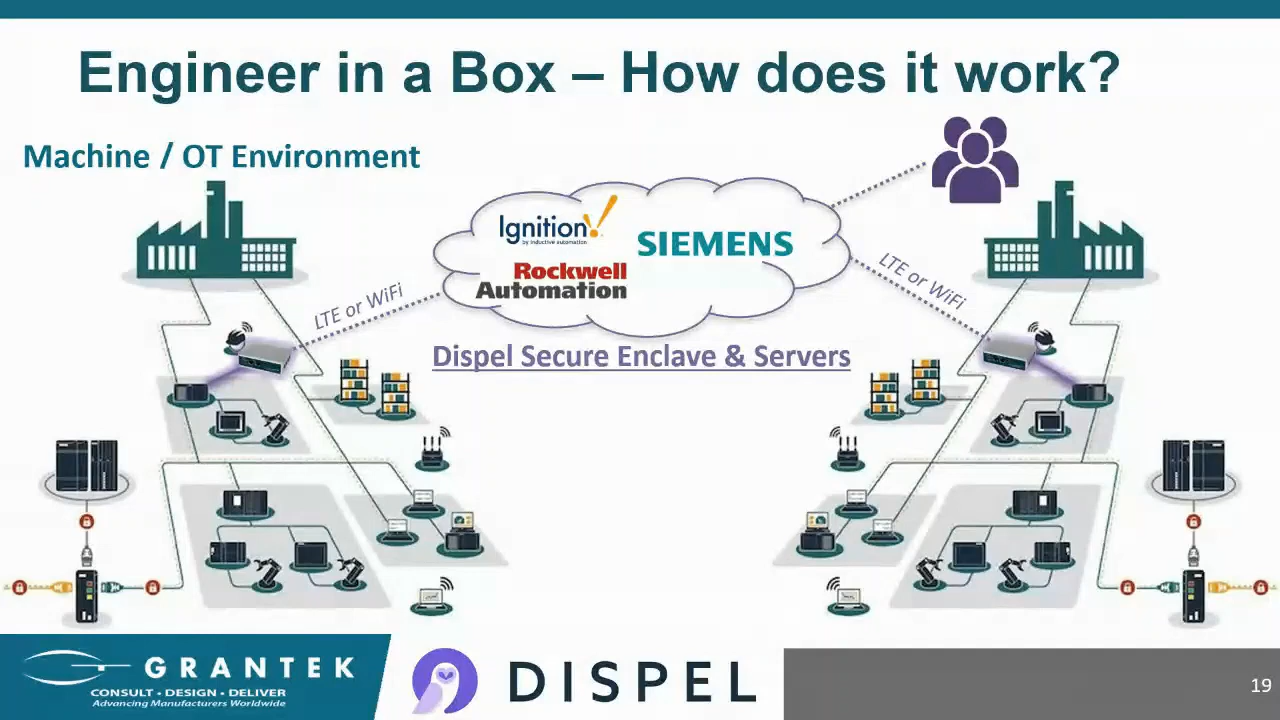 Engineer in a Box – How does it work?
Machine / OT Environment
Ignition!
by inductive automation
SIEMENS
Rockwell
Automation
LTE or WiFi
LTE or WiFi
Dispel Secure Enclave & Servers
GRANTEK
CONSULT • DESIGN • DELIVER
Advancing Manufacturers Worldwide
DISPEL
19